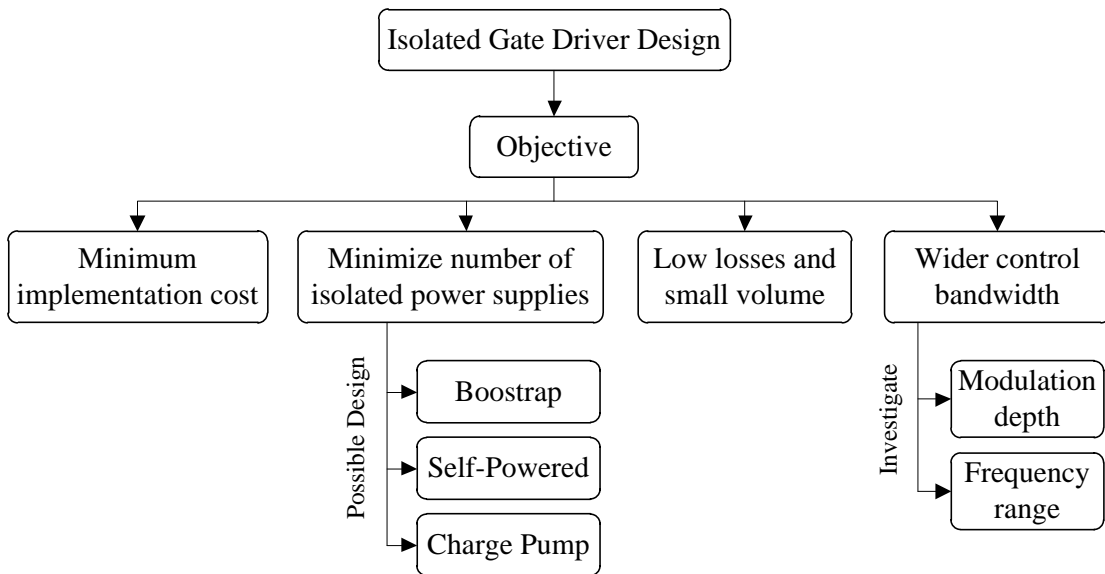 Isolated Gate Driver Design
Objective
Minimum
implementation cost
Minimize number of
isolated power supplies
Low losses and
small volume
Wider control
bandwidth
Possible Design
Boostrap
Self-Powered
Charge Pump
Investigate
Modulation
depth
Frequency
range